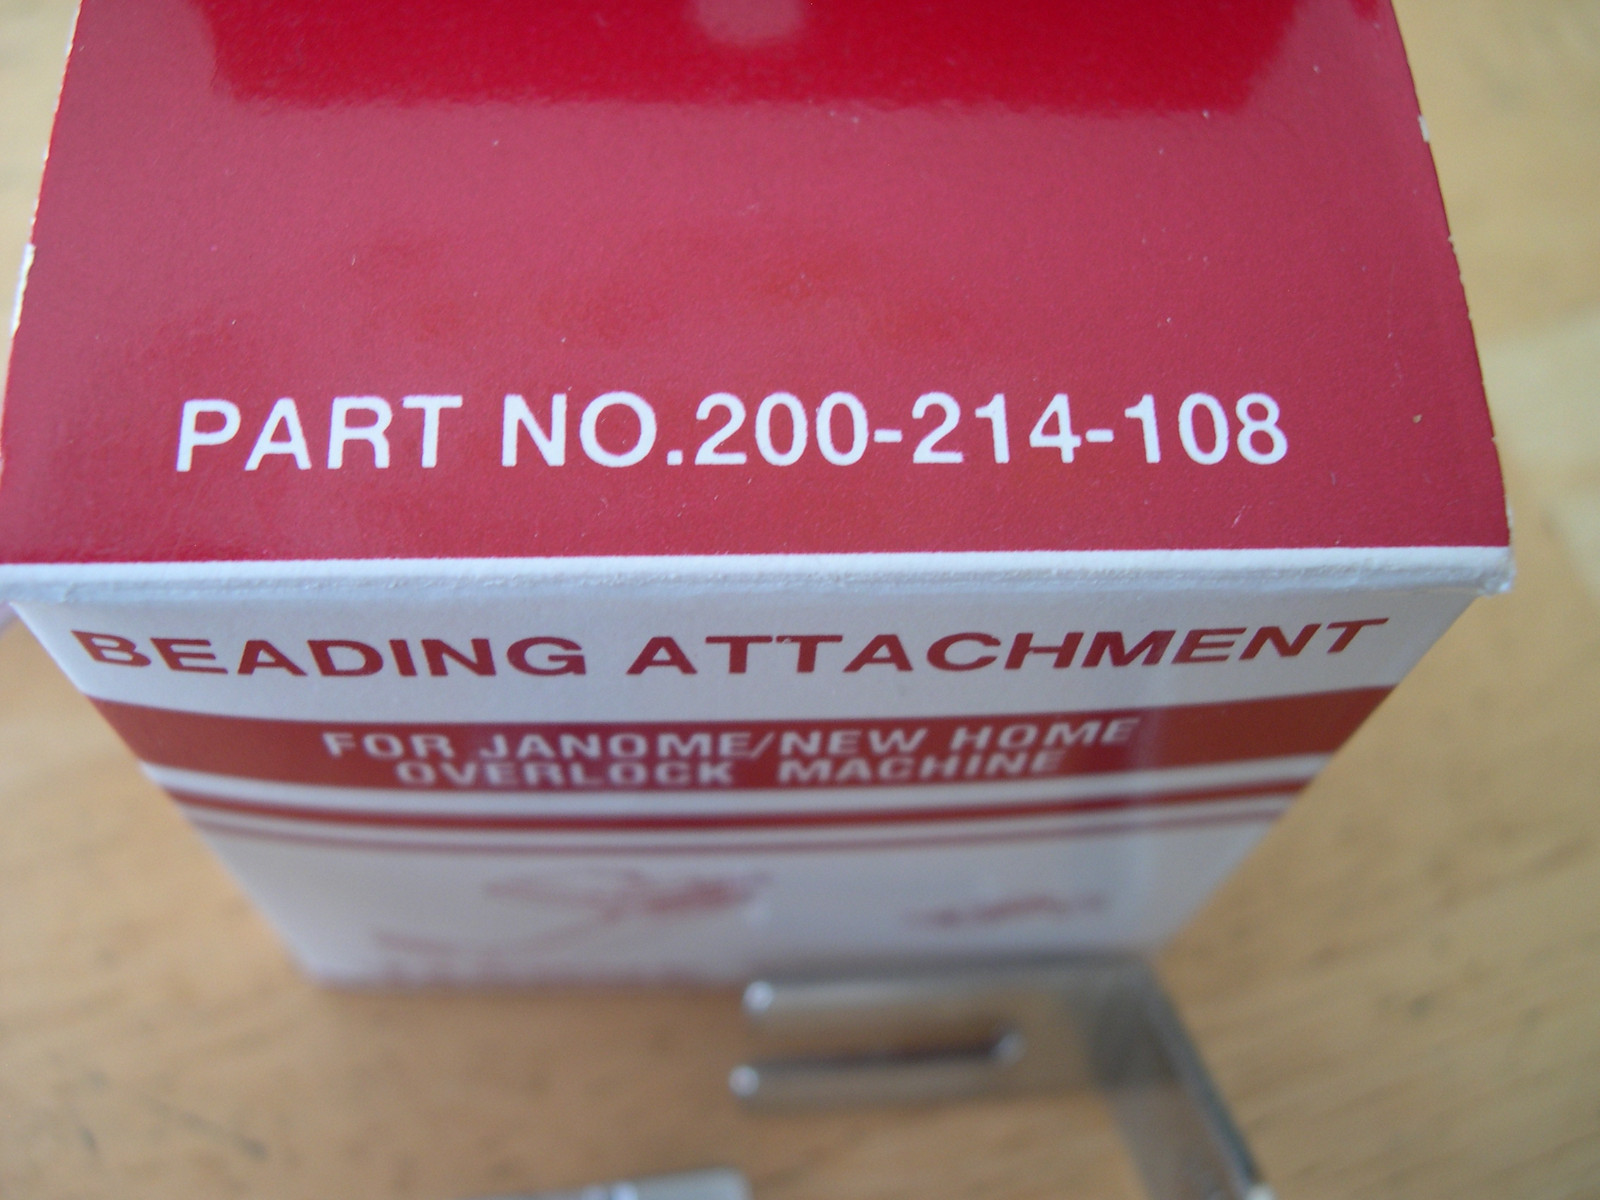 PART NO.200-214-108
BEADING ATTACHMENT
FOR JANOME/NEW HOME
OVERLOCK MACHINE